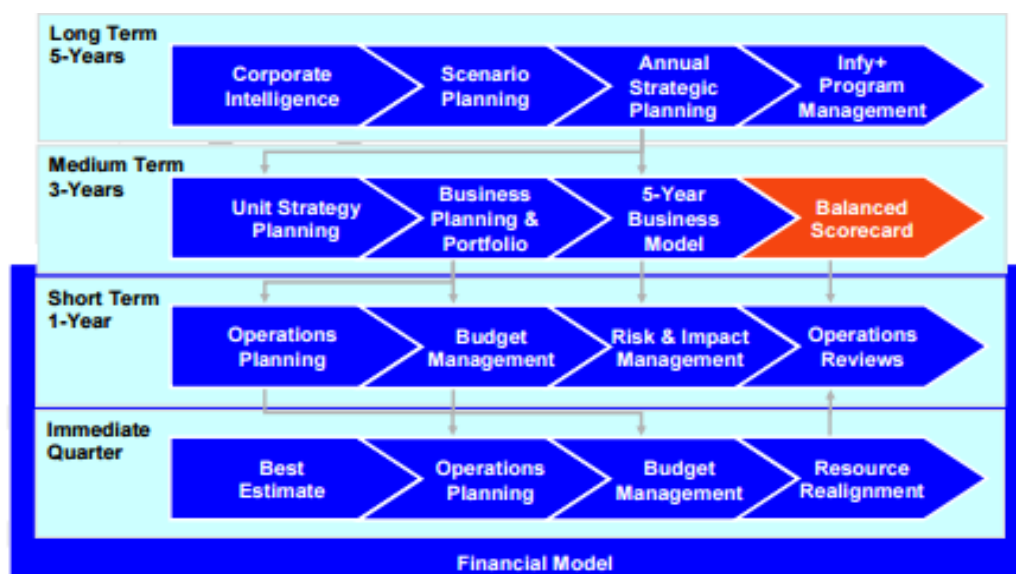 Long Term
5-Years
Corporate
Intelligence
Scenario
Planning
Annual
Strategic
Planning
Infy+
Program
Management
Medium Term
3-Years
Unit Strategy
Planning
Business
Planning &
Portfolio
5-Year
Business
Model
Balanced
Scorecard
Short Term
1-Year
Operations
Planning
Budget
Management
Risk & Impact
Management
Operations
Reviews
Immediate
Quarter
Best
Estimate
Operations
Planning
Budget
Management
Resource
Realignment
Financial Model